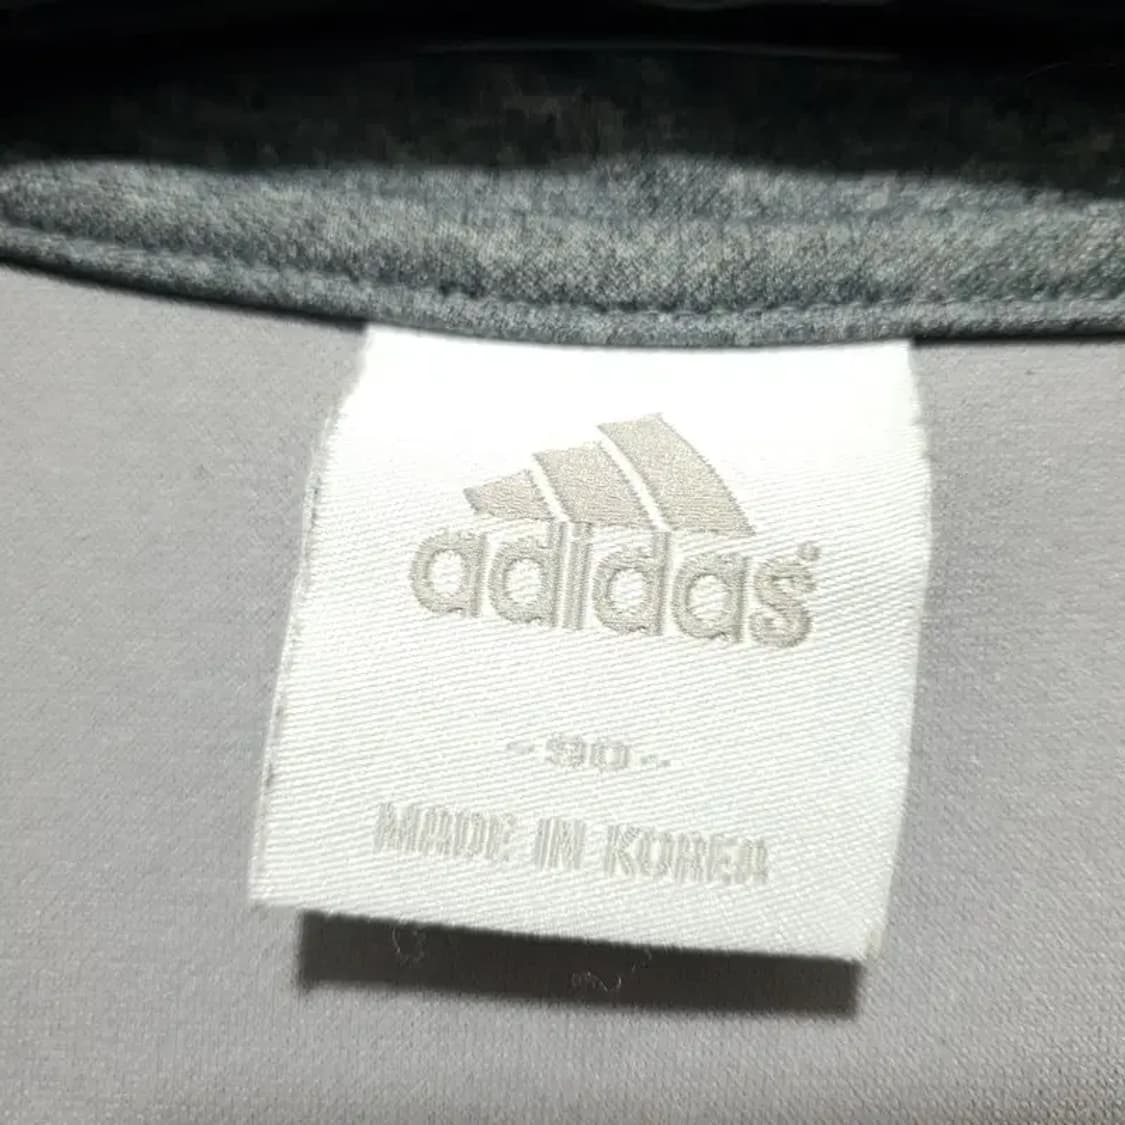 adidas®
- 90 -
MADE IN KOREA